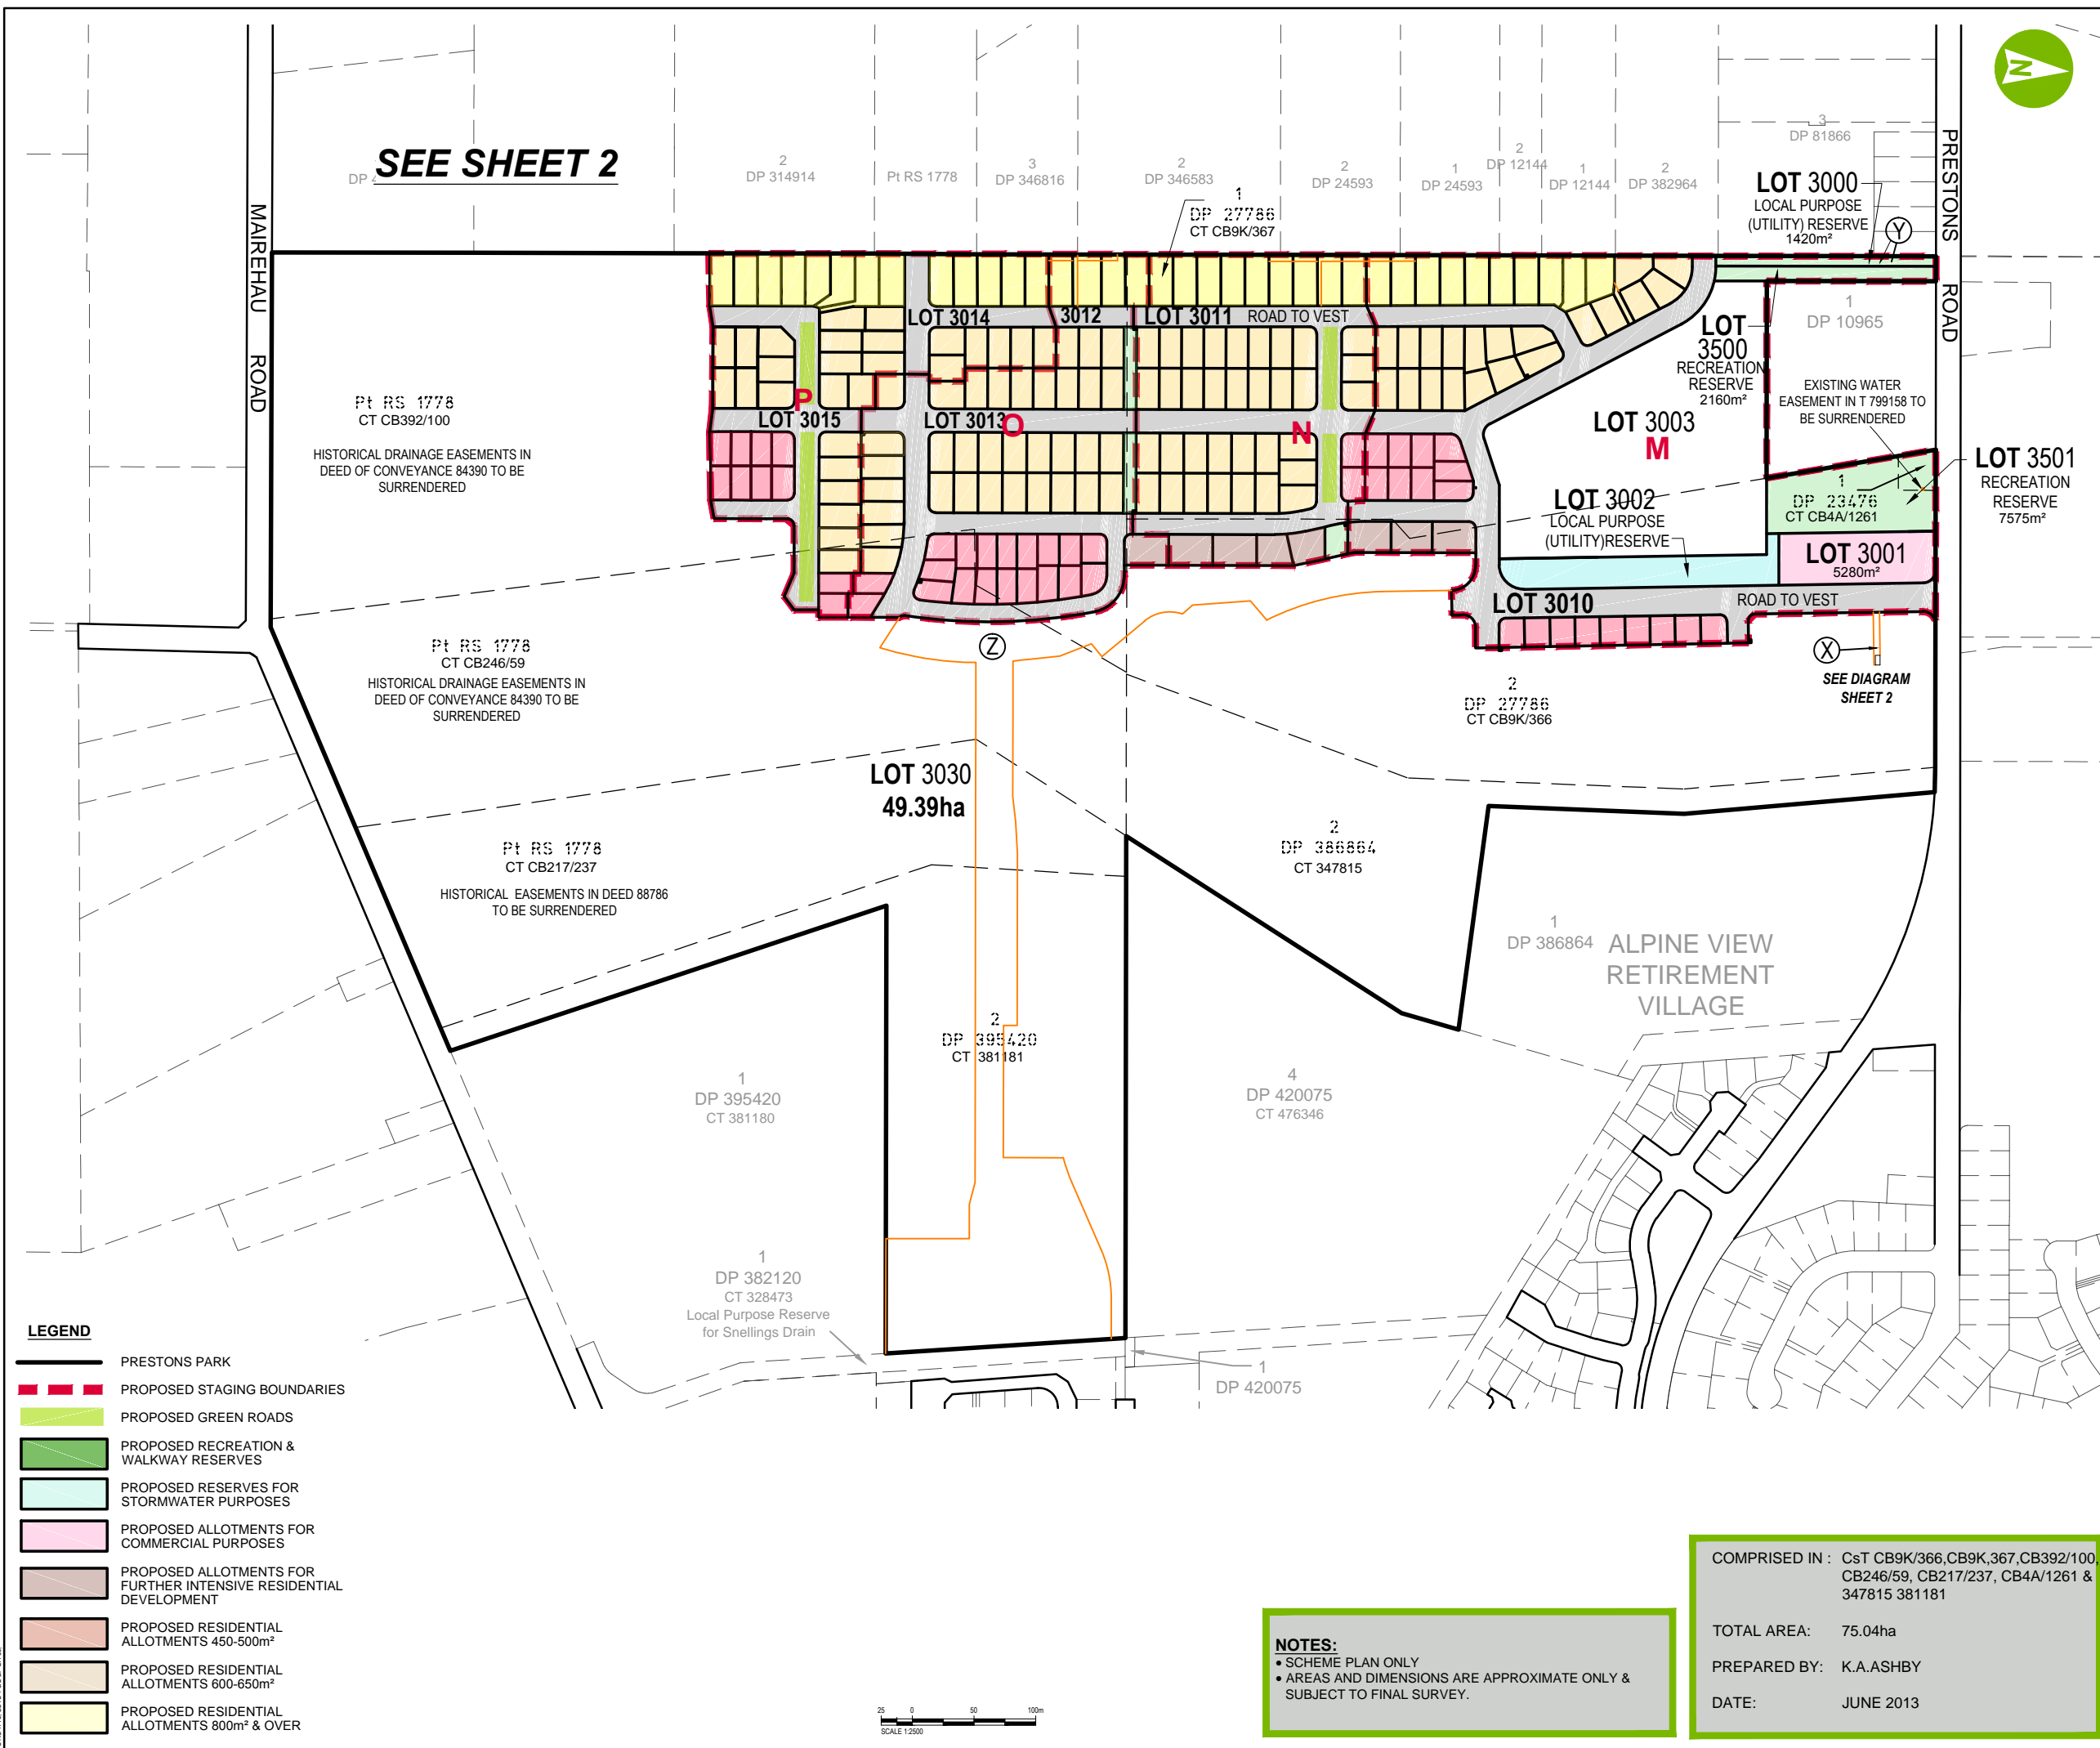 N
SEE SHEET 2
MAIREHAU ROAD
PRESTONS ROAD
2
DP 314914
Pt RS 1778
3
DP 346816
2
DP 346583
2
DP 24593
1
DP 24593
2
DP 12144
1
DP 12144
2
DP 382964
3
DP 81866
1
DP 27786
CT CB9K/367
LOT 3000
LOCAL PURPOSE
(UTILITY) RESERVE
1420m²
Y
LOT 3014
3012
LOT 3011
ROAD TO VEST
LOT
3500
RECREATION
RESERVE
2160m²
1
DP 10965
EXISTING WATER
EASEMENT IN T 799158 TO
BE SURRENDERED
P
LOT 3015
LOT 3013
O
N
LOT 3003
M
LOT 3501
RECREATION
RESERVE
7575m²
LOT 3002
LOCAL PURPOSE
(UTILITY)RESERVE
1
DP 23476
CT CB4A/1261
LOT 3001
5280m²
LOT 3010
ROAD TO VEST
Pt RS 1778
CT CB392/100
HISTORICAL DRAINAGE EASEMENTS IN
DEED OF CONVEYANCE 84390 TO BE
SURRENDERED
Pt RS 1778
CT CB246/59
HISTORICAL DRAINAGE EASEMENTS IN
DEED OF CONVEYANCE 84390 TO BE
SURRENDERED
Z
X
SEE DIAGRAM
SHEET 2
2
DP 27786
CT CB9K/366
LOT 3030
49.39ha
Pt RS 1778
CT CB217/237
HISTORICAL EASEMENTS IN DEED 88786
TO BE SURRENDERED
2
DP 386864
CT 347815
1
DP 386864
ALPINE VIEW
RETIREMENT
VILLAGE
2
DP 395420
CT 381181
1
DP 395420
CT 381180
4
DP 420075
CT 476346
1
DP 382120
CT 328473
Local Purpose Reserve
for Snellings Drain
1
DP 420075
LEGEND
PRESTONS PARK
PROPOSED STAGING BOUNDARIES
PROPOSED GREEN ROADS
PROPOSED RECREATION &
WALKWAY RESERVES
PROPOSED RESERVES FOR
STORMWATER PURPOSES
PROPOSED ALLOTMENTS FOR
COMMERCIAL PURPOSES
PROPOSED ALLOTMENTS FOR
FURTHER INTENSIVE RESIDENTIAL
DEVELOPMENT
PROPOSED RESIDENTIAL
ALLOTMENTS 450-500m²
PROPOSED RESIDENTIAL
ALLOTMENTS 600-650m²
PROPOSED RESIDENTIAL
ALLOTMENTS 800m² & OVER
25 0 50 100m
SCALE 1:2500
NOTES:
• SCHEME PLAN ONLY
• AREAS AND DIMENSIONS ARE APPROXIMATE ONLY &
SUBJECT TO FINAL SURVEY.
COMPRISED IN : CsT CB9K/366,CB9K,367,CB392/100,
CB246/59, CB217/237, CB4A/1261 &
347815 381181
TOTAL AREA: 75.04ha
PREPARED BY: K.A.ASHBY
DATE: JUNE 2013